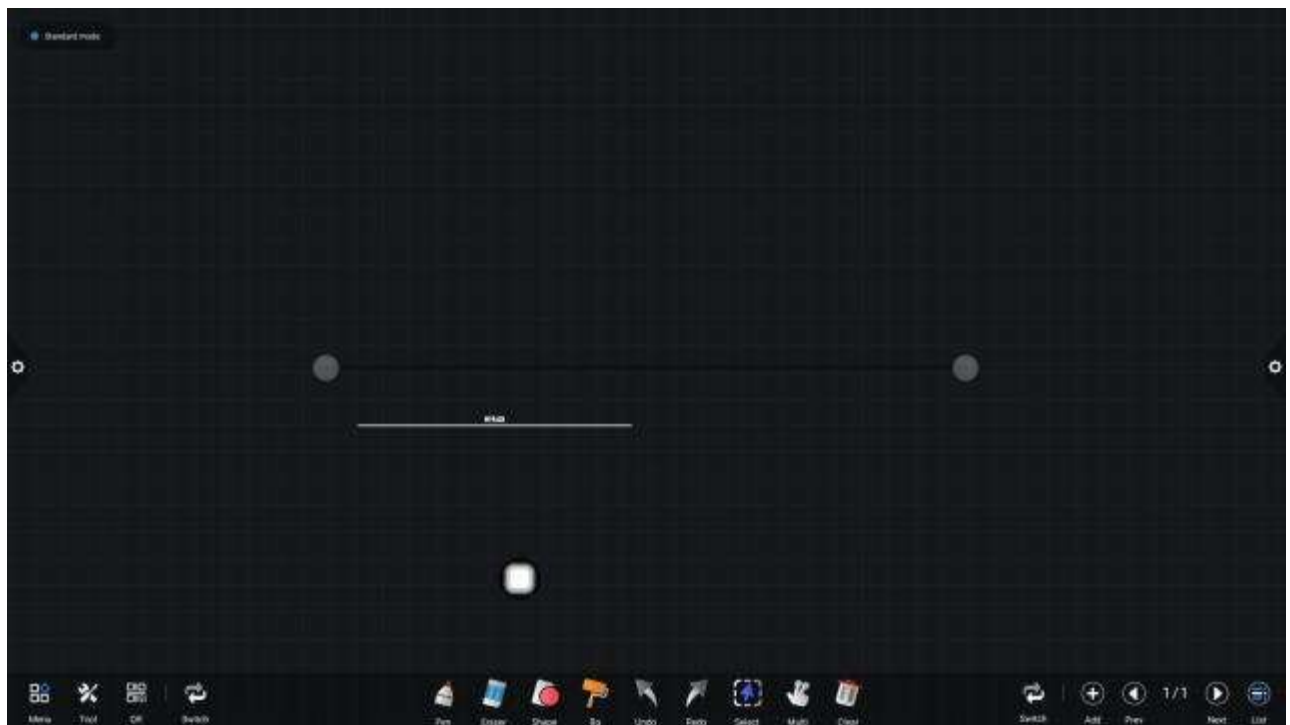 Standard mode
Menu Tool QR Switch Pen Eraser Shape Bg Undo Redo Select Multi Clear Switch Add Prev 1/1 Next List